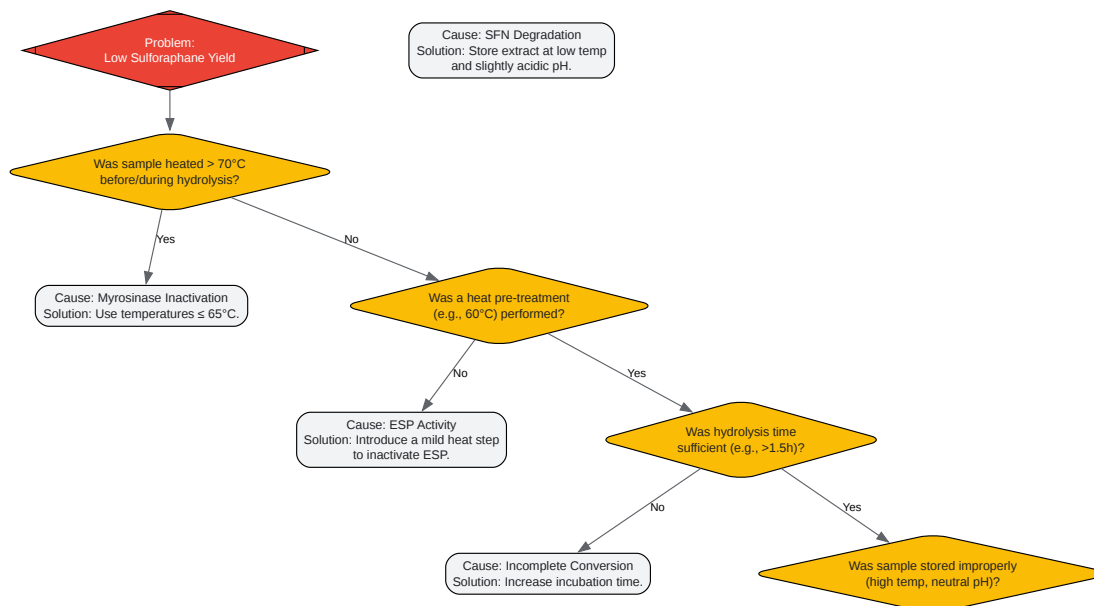 Problem:
Low Sulforaphane Yield
Cause: SFN Degradation
Solution: Store extract at low temp
and slightly acidic pH.
Was sample heated > 70°C
before/during hydrolysis?
Yes
No
Cause: Myrosinase Inactivation
Solution: Use temperatures ≤ 65°C.
Was a heat pre-treatment
(e.g., 60°C) performed?
No
Yes
Cause: ESP Activity
Solution: Introduce a mild heat step
to inactivate ESP.
Was hydrolysis time
sufficient (e.g., >1.5h)?
No
Yes
Cause: Incomplete Conversion
Solution: Increase incubation time.
Was sample stored improperly
(high temp, neutral pH)?